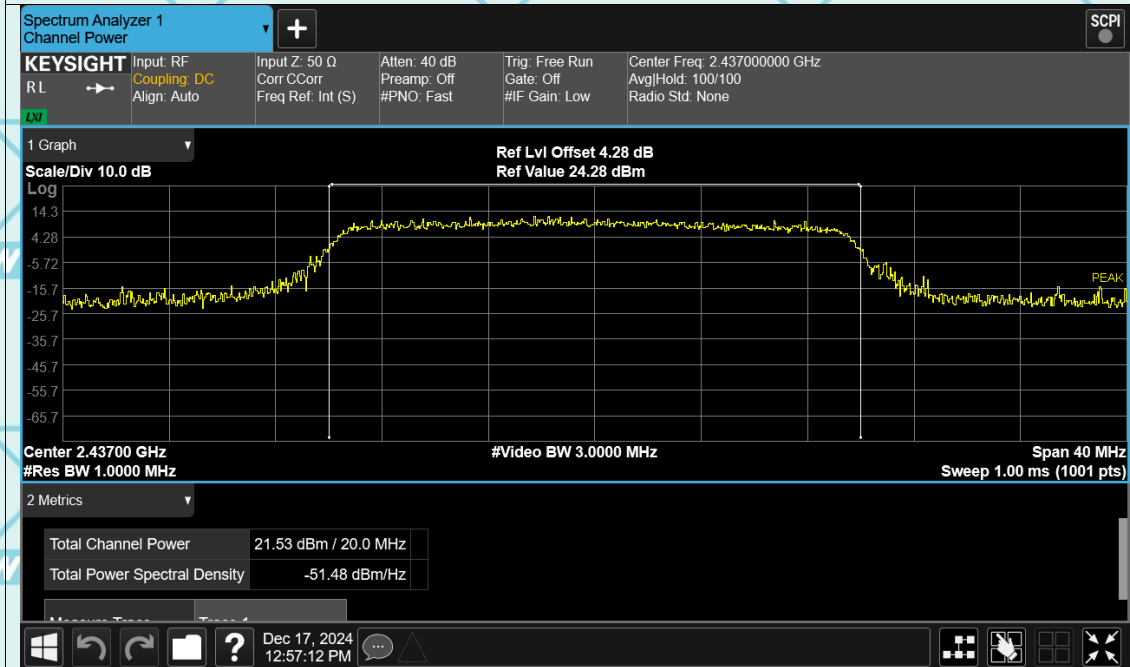 Spectrum Analyzer 1
Channel Power
SCPI
KEYSIGHT
R L
LXI
Input: RF
Coupling: DC
Align: Auto
Input Z: 50 Ω
Corr CCorr
Freq Ref: Int (S)
Atten: 40 dB
Preamp: Off
#PNO: Fast
Trig: Free Run
Gate: Off
#IF Gain: Low
Center Freq: 2.437000000 GHz
Avg|Hold: 100/100
Radio Std: None
1 Graph
Scale/Div 10.0 dB
Ref Lvl Offset 4.28 dB
Ref Value 24.28 dBm
Log
14.3
4.28
-5.72
-15.7
-25.7
-35.7
-45.7
-55.7
-65.7
PEAK
Center 2.43700 GHz
#Video BW 3.0000 MHz
Span 40 MHz
#Res BW 1.0000 MHz
Sweep 1.00 ms (1001 pts)
2 Metrics
Total Channel Power 21.53 dBm / 20.0 MHz
Total Power Spectral Density -51.48 dBm/Hz
?
Dec 17, 2024
12:57:12 PM